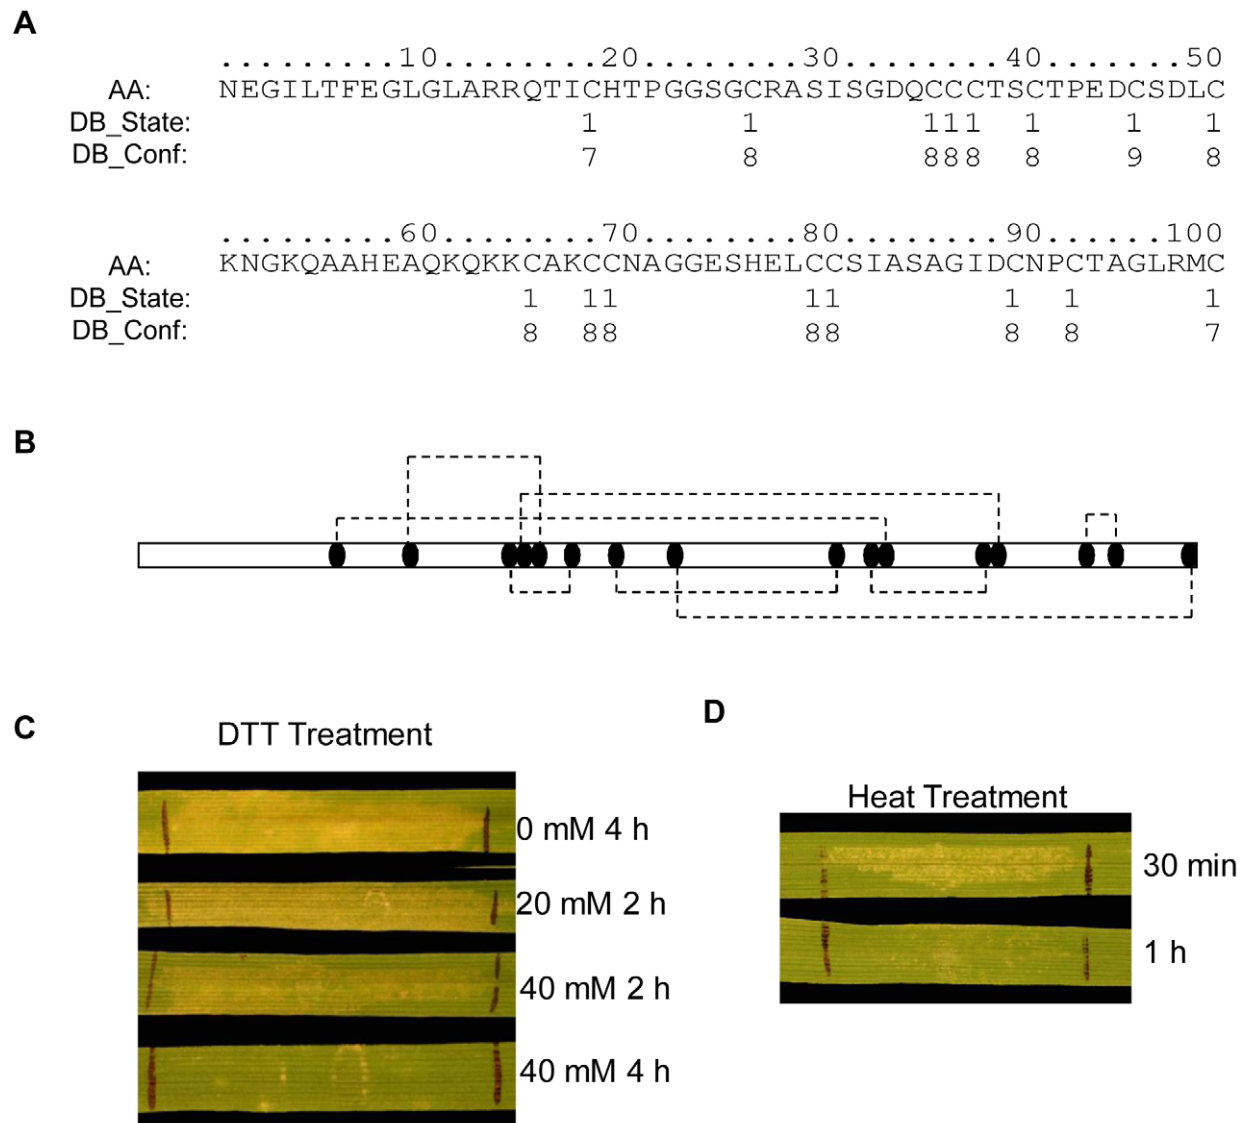 A
.........10........20........30........40.......50
AA: NEGILTFEGLGLARRQTICHTPGGSGCRASISGDQCCCTSCTPEDCSDLC
DB_State: 1 1 111 1 1 1
DB_Conf: 7 8 888 8 9 8
.........60........70........80........90......100
AA: KNGKQAAHEAQKQKKCAKCCNAGGESHELCCSIASAGIDCNPCTAGLRMC
DB_State: 1 11 11 1 1 1
DB_Conf: 8 88 88 8 8 7
B
C
DTT Treatment
0 mM 4 h
20 mM 2 h
40 mM 2 h
40 mM 4 h
D
Heat Treatment
30 min
1 h